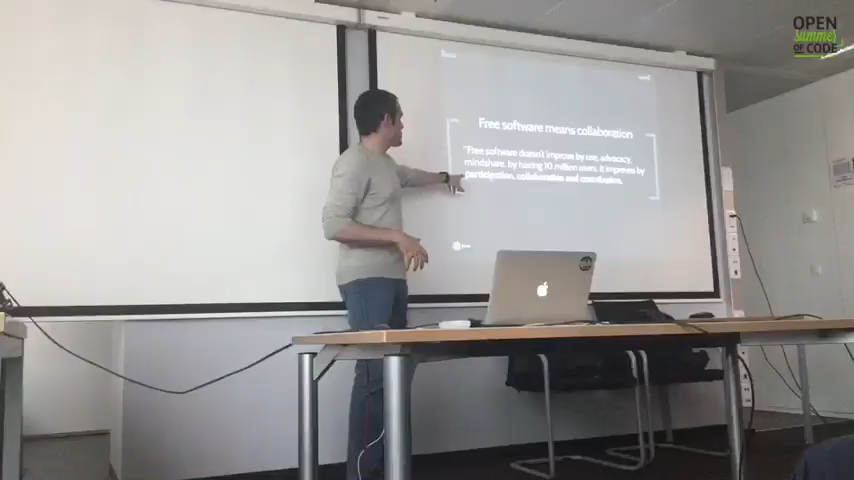 OPEN
summer
OF CODE
Free software means collaboration
"Free software doesn't improve by use, advocacy,
mindshare, by having 10 million users. It improves by
participation, collaboration and contribution.